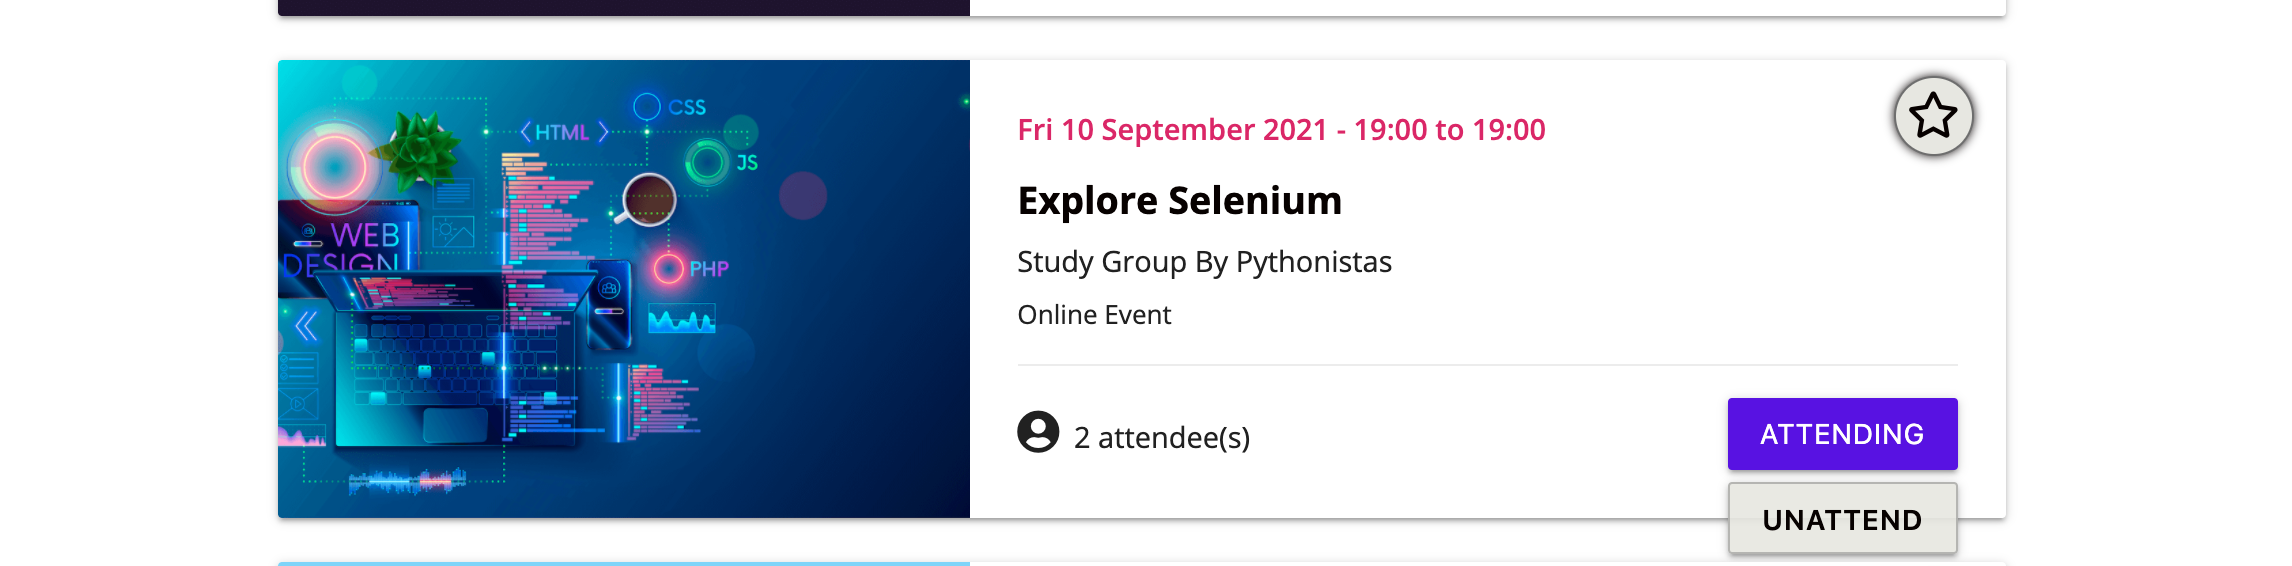 CSS
< HTML >
JS
WEB
DESIGN
PHP
Fri 10 September 2021 - 19:00 to 19:00
Explore Selenium
Study Group By Pythonistas
Online Event
2 attendee(s)
ATTENDING
UNATTEND